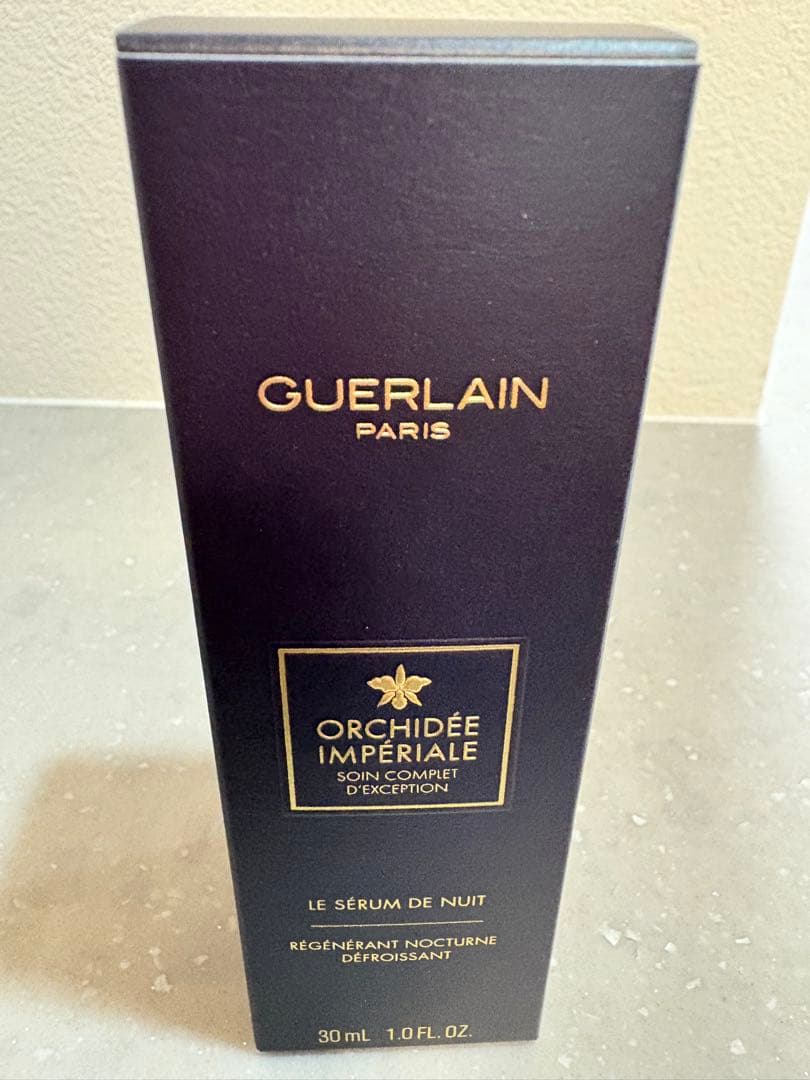 GUERLAIN
PARIS
ORCHIDÉE
IMPÉRIALE
SOIN COMPLET
D'EXCEPTION
LE SÉRUM DE NUIT
RÉGÉNÉRANT NOCTURNE
DÉFROISSANT
30 mL 1.0 FL. OZ.